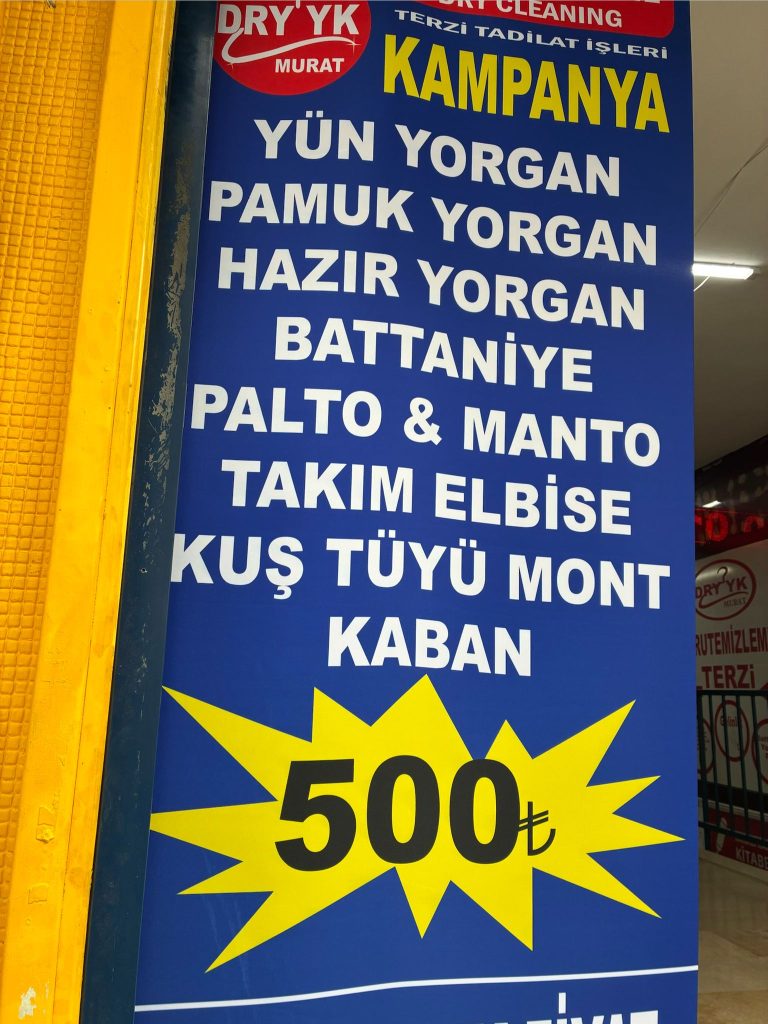 DRY'YK
MURAT
DRY CLEANING
TERZİ TADİLAT İŞLERİ
KAMPANYA
YÜN YORGAN
PAMUK YORGAN
HAZIR YORGAN
BATTANİYE
PALTO & MANTO
TAKIM ELBİSE
KUŞ TÜYÜ MONT
KABAN
500₺
DRY'YK
MURAT
TERZİ